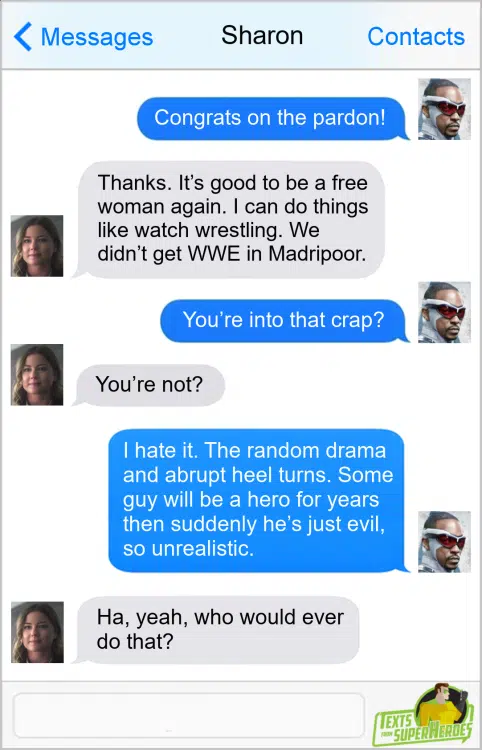 Messages Sharon Contacts
Congrats on the pardon!
Thanks. It’s good to be a free
woman again. I can do things
like watch wrestling. We
didn’t get WWE in Madripoor.
You’re into that crap?
You’re not?
I hate it. The random drama
and abrupt heel turns. Some
guy will be a hero for years
then suddenly he’s just evil,
so unrealistic.
Ha, yeah, who would ever
do that?
TEXTS
FROM SUPERHEROES